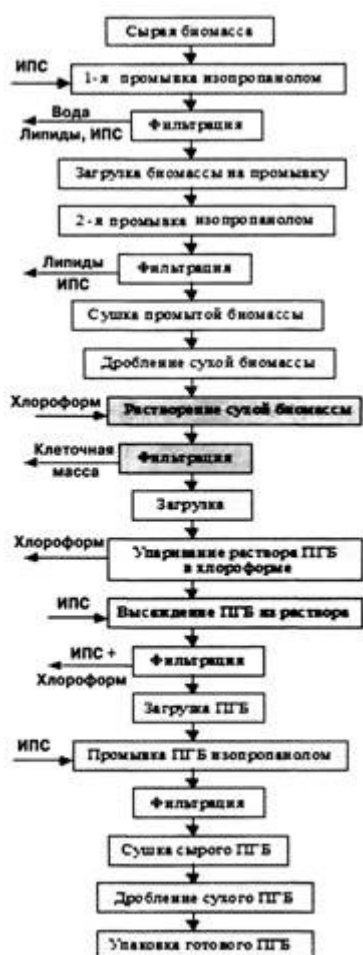 Сырая биомасса
ИПС
1-я промывка изопропанолом
Вода
Липиды, ИПС
Фильтрация
Загрузка биомассы на промывку
2-я промывка изопропанолом
Липиды
ИПС
Фильтрация
Сушка промытой биомассы
Дробление сухой биомассы
Хлороформ
Растворение сухой биомассы
Клеточная
масса
Фильтрация
Загрузка
Хлороформ
Упаривание раствора ПГБ
в хлороформе
ИПС
Высаждение ПГБ из раствора
ИПС +
Хлороформ
Фильтрация
Загрузка ПГБ
ИПС
Промывка ПГБ изопропанолом
Фильтрация
Сушка сырого ПГБ
Дробление сухого ПГБ
Упаковка готового ПГБ